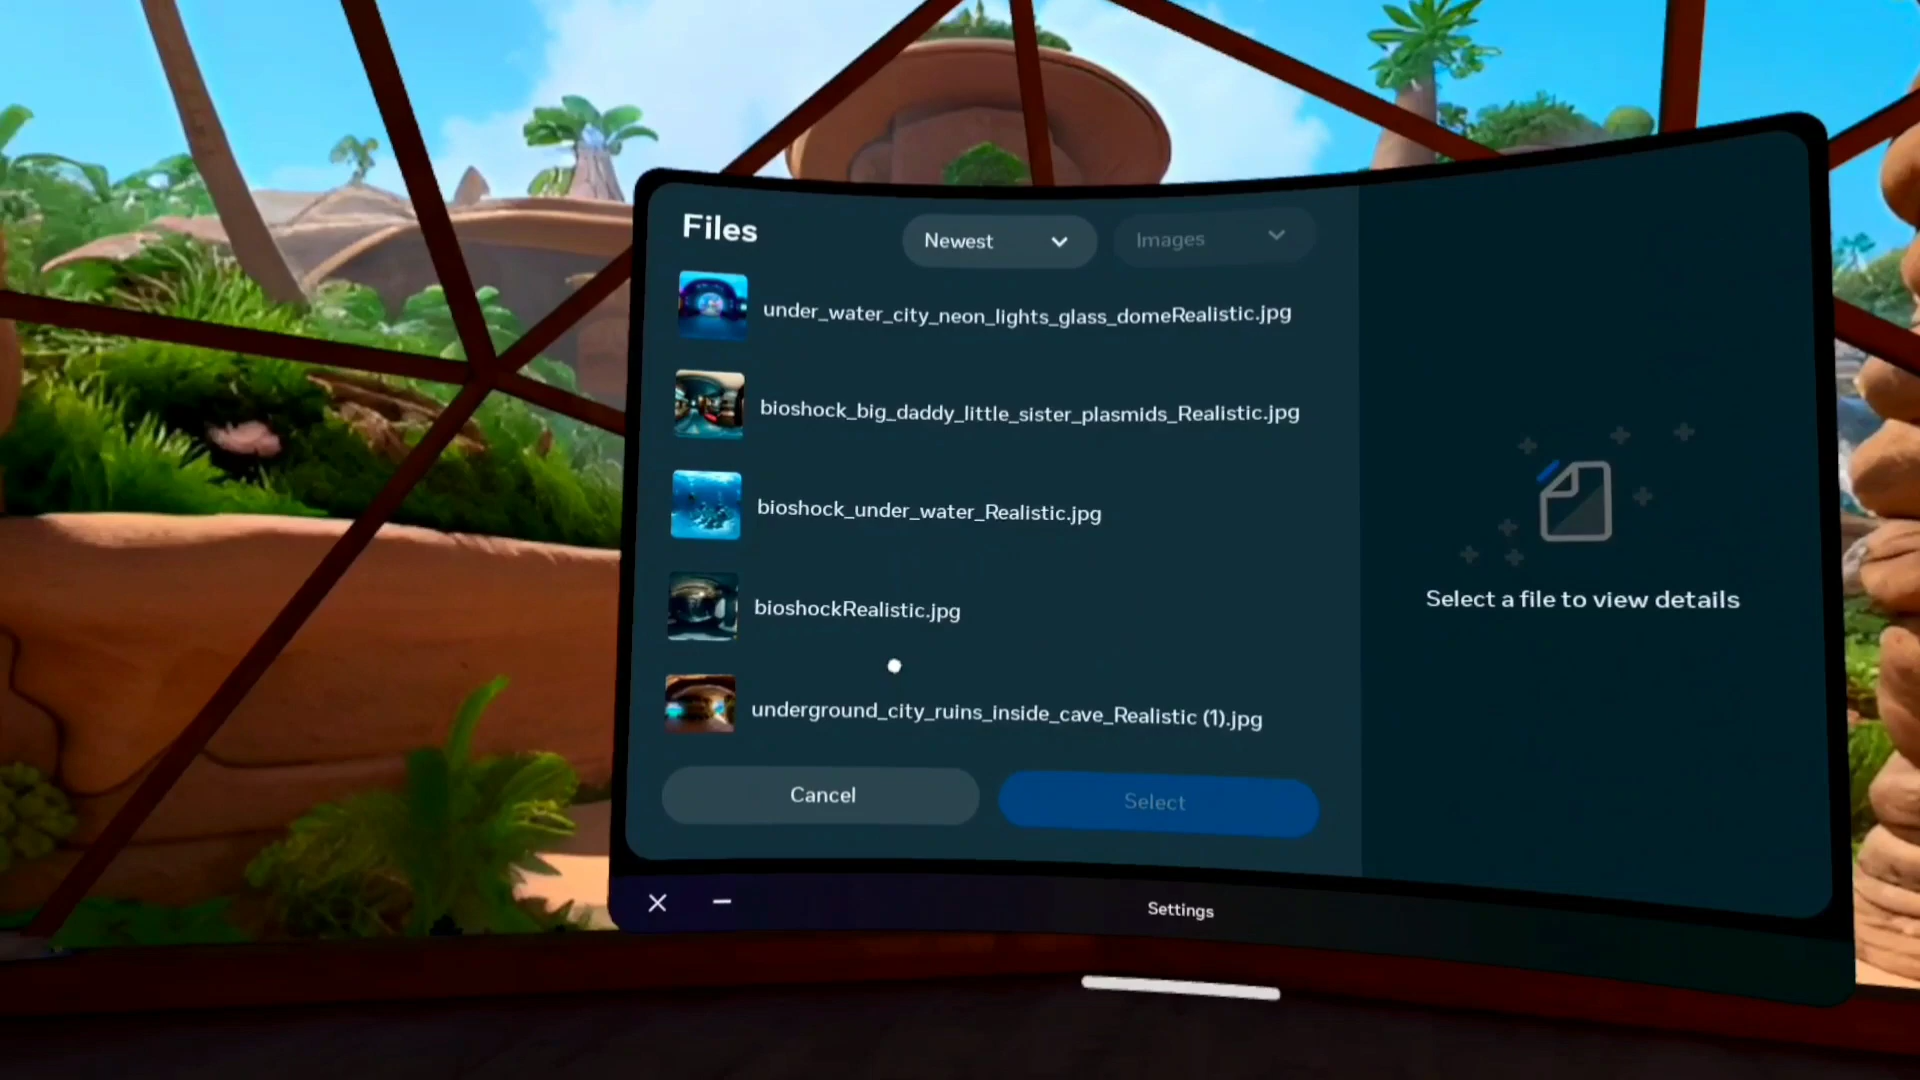 Files
Newest
Images
under_water_city_neon_lights_glass_domeRealistic.jpg
bioshock_big_daddy_little_sister_plasmids_Realistic.jpg
bioshock_under_water_Realistic.jpg
bioshockRealistic.jpg
underground_city_ruins_inside_cave_Realistic (1).jpg
Select a file to view details
Cancel
Select
Settings